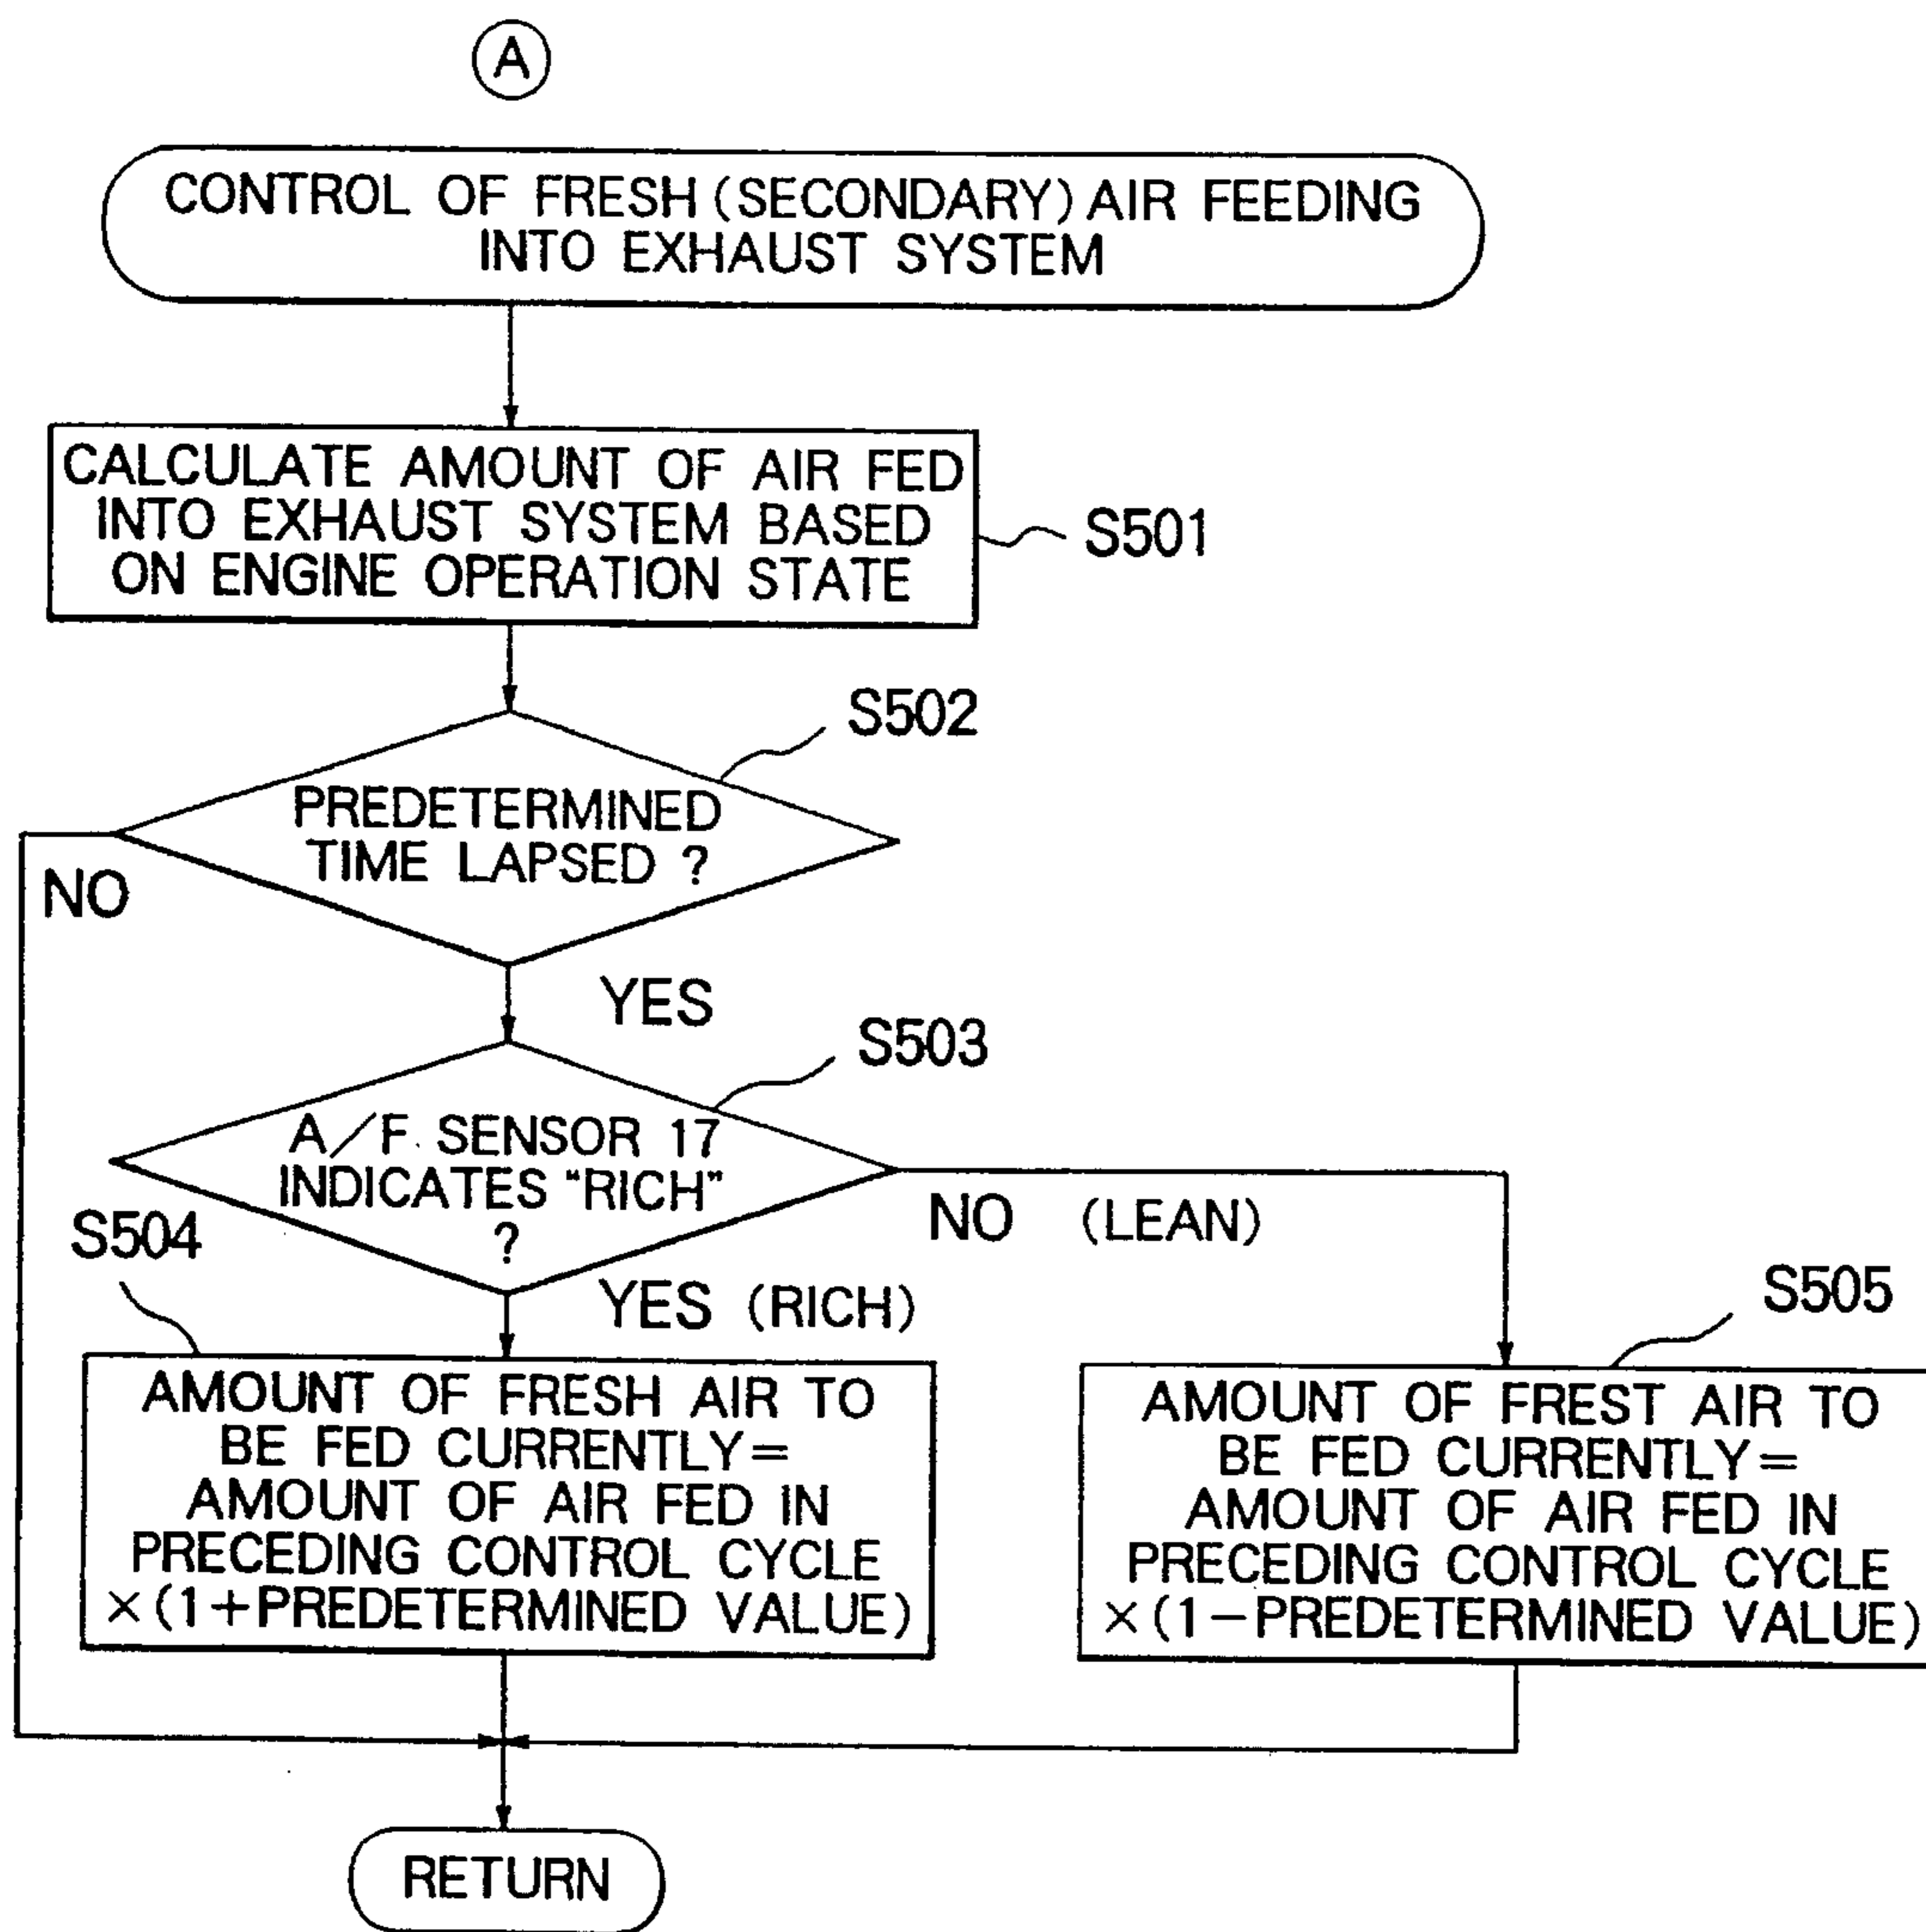 A
CONTROL OF FRESH (SECONDARY) AIR FEEDING
INTO EXHAUST SYSTEM
CALCULATE AMOUNT OF AIR FED
INTO EXHAUST SYSTEM BASED
ON ENGINE OPERATION STATE
S501
S502
PREDETERMINED
TIME LAPSED ?
NO
YES
S503
A/F. SENSOR 17
INDICATES "RICH"
?
NO (LEAN)
S504
YES (RICH)
S505
AMOUNT OF FRESH AIR TO
BE FED CURRENTLY=
AMOUNT OF AIR FED IN
PRECEDING CONTROL CYCLE
×(1+PREDETERMINED VALUE)
AMOUNT OF FREST AIR TO
BE FED CURRENTLY=
AMOUNT OF AIR FED IN
PRECEDING CONTROL CYCLE
×(1−PREDETERMINED VALUE)
RETURN